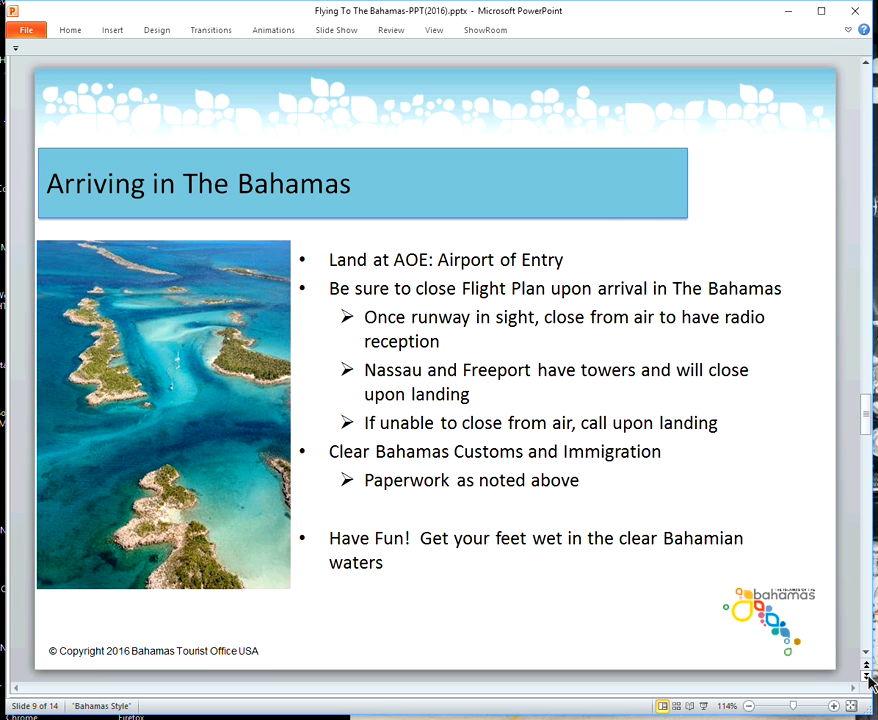 Flying To The Bahamas-PPT(2016).pptx - Microsoft PowerPoint
File Home Insert Design Transitions Animations Slide Show Review View ShowRoom
Arriving in The Bahamas
• Land at AOE: Airport of Entry
• Be sure to close Flight Plan upon arrival in The Bahamas
➢ Once runway in sight, close from air to have radio
reception
➢ Nassau and Freeport have towers and will close
upon landing
➢ If unable to close from air, call upon landing
• Clear Bahamas Customs and Immigration
➢ Paperwork as noted above
• Have Fun! Get your feet wet in the clear Bahamian
waters
bahamas
© Copyright 2016 Bahamas Tourist Office USA
Slide 9 of 14 "Bahamas Style" 114%
Chrome Firefox